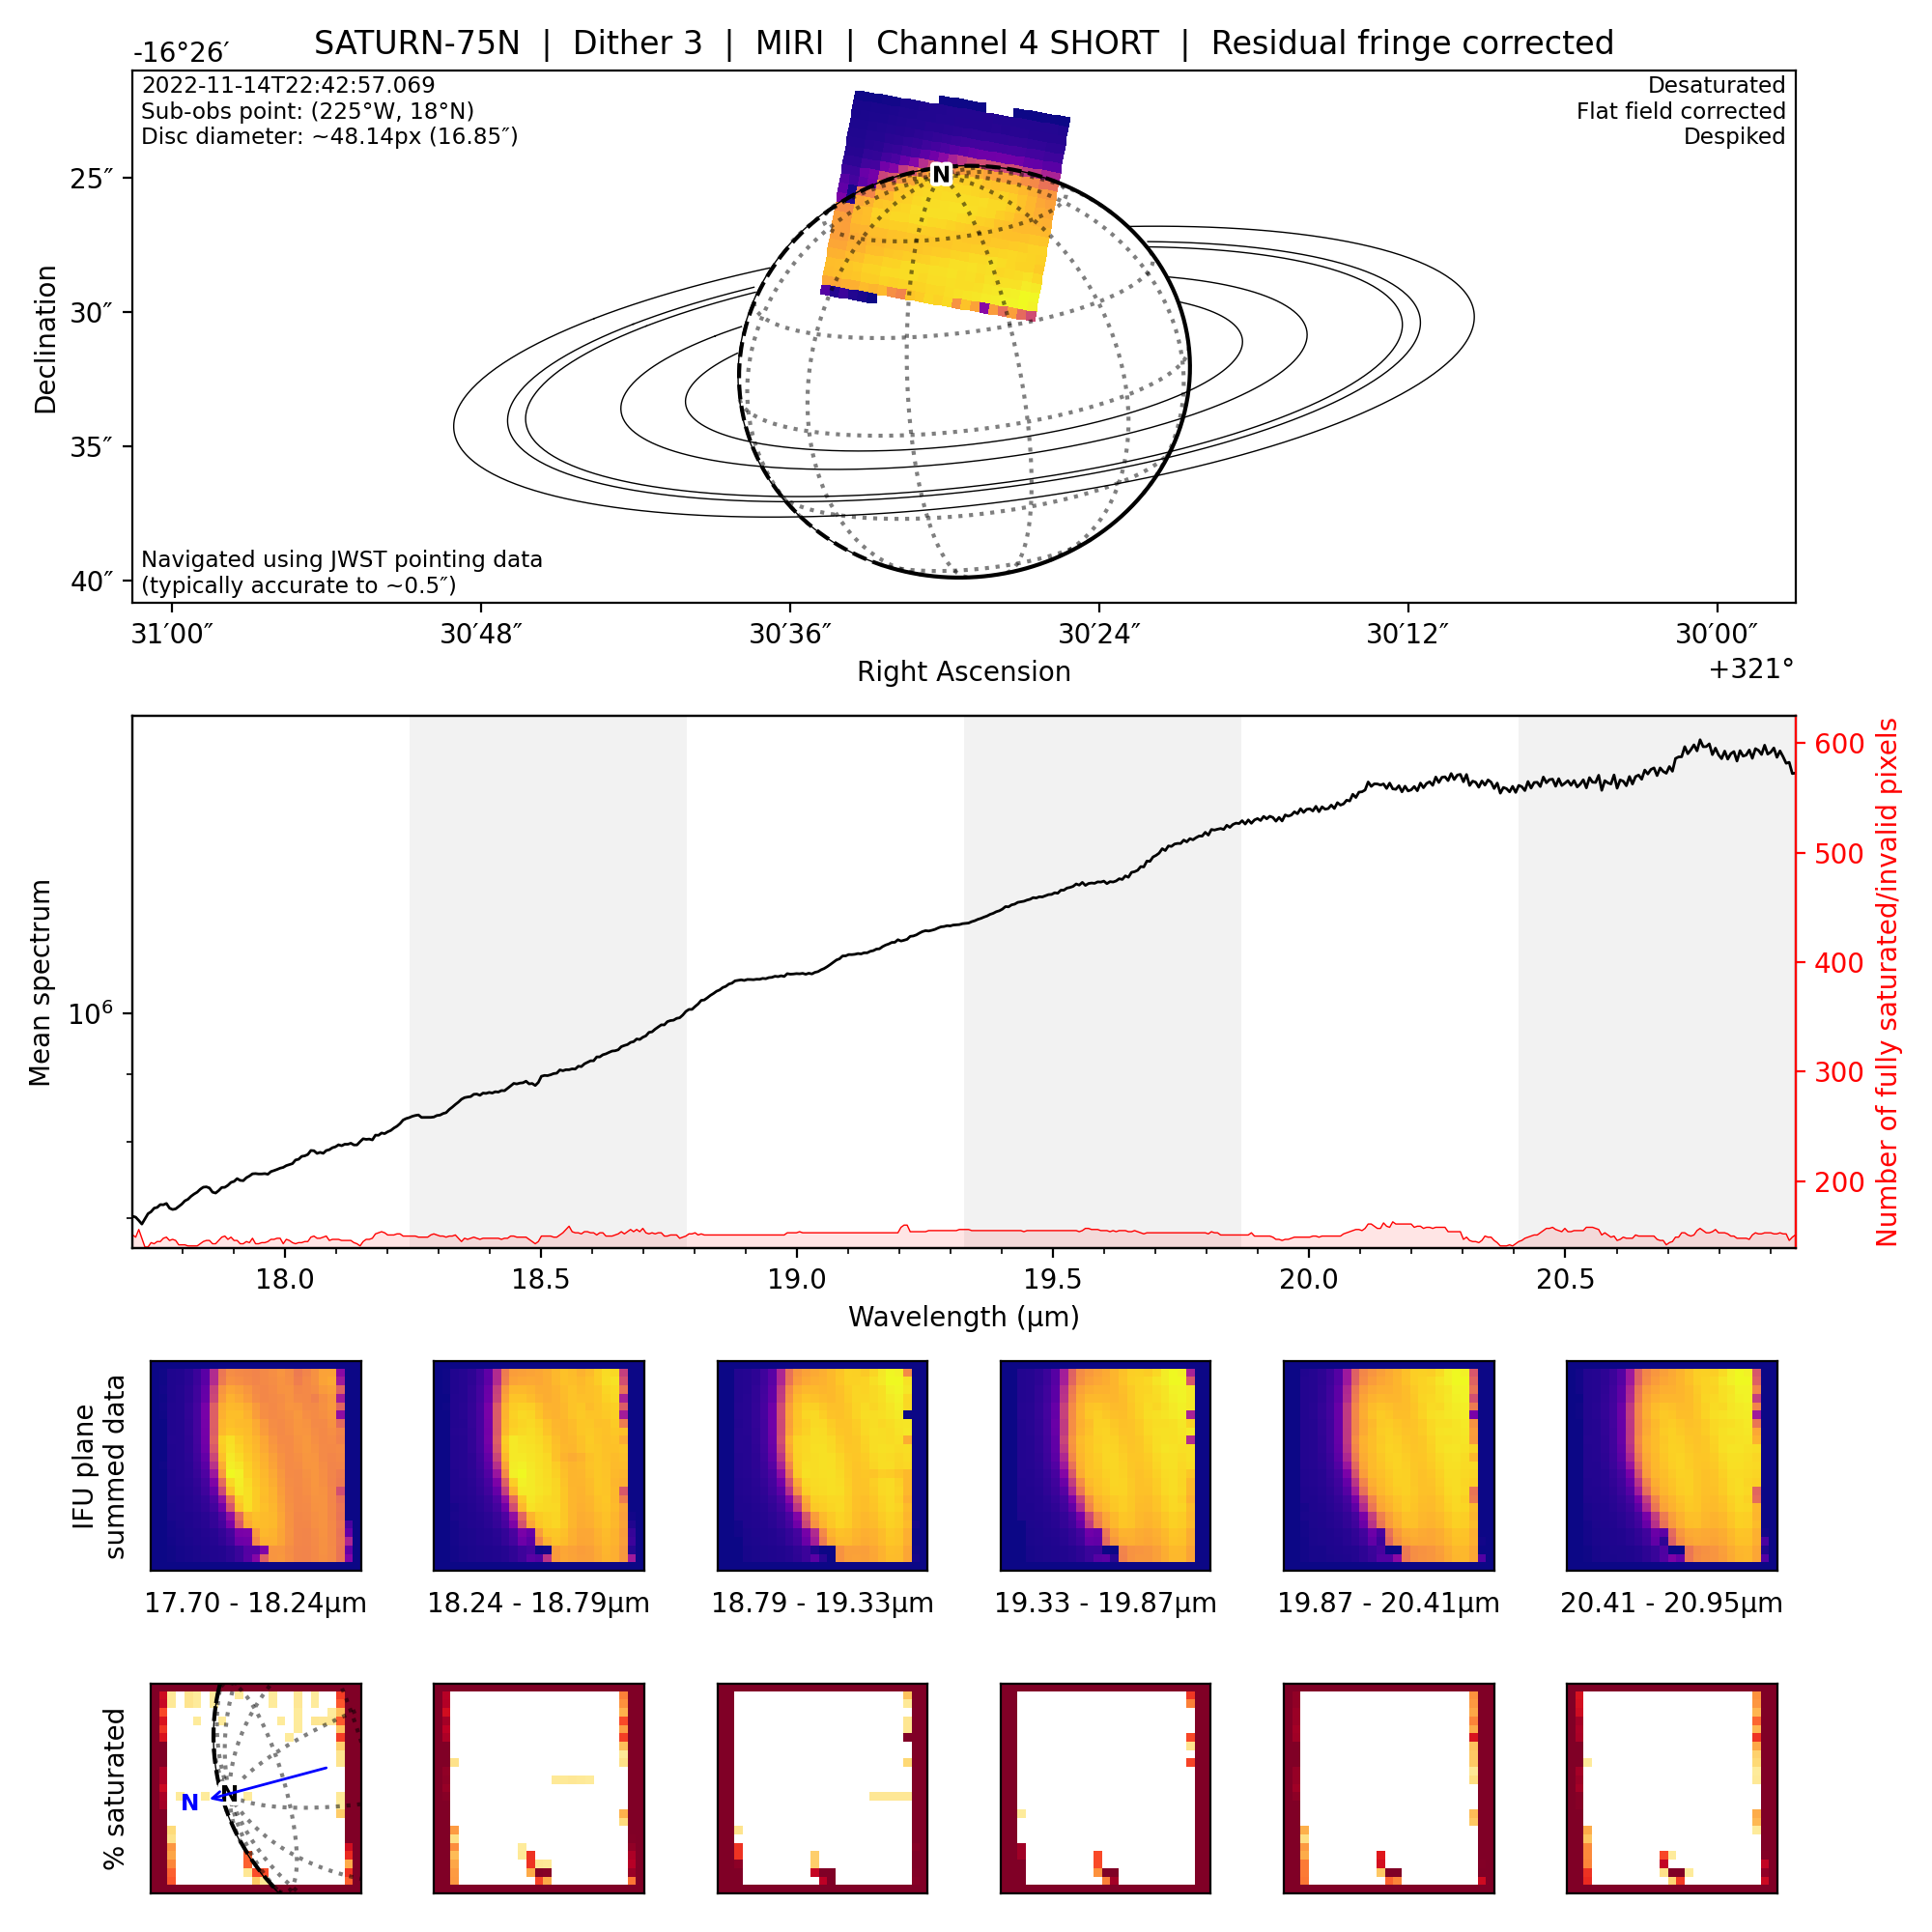 SATURN-75N | Dither 3 | MIRI | Channel 4 SHORT | Residual fringe corrected
-16°26′
2022-11-14T22:42:57.069
Sub-obs point: (225°W, 18°N)
Disc diameter: ~48.14px (16.85″)
Desaturated
Flat field corrected
Despiked
N
25″
30″
35″
40″
Declination
Navigated using JWST pointing data
(typically accurate to ~0.5″)
31′00″ 30′48″ 30′36″ 30′24″ 30′12″ 30′00″
Right Ascension
+321°
Mean spectrum
10⁶
600
500
400
300
200
Number of fully saturated/invalid pixels
18.0 18.5 19.0 19.5 20.0 20.5
Wavelength (µm)
IFU plane
summed data
17.70 - 18.24µm 18.24 - 18.79µm 18.79 - 19.33µm 19.33 - 19.87µm 19.87 - 20.41µm 20.41 - 20.95µm
% saturated
N
N